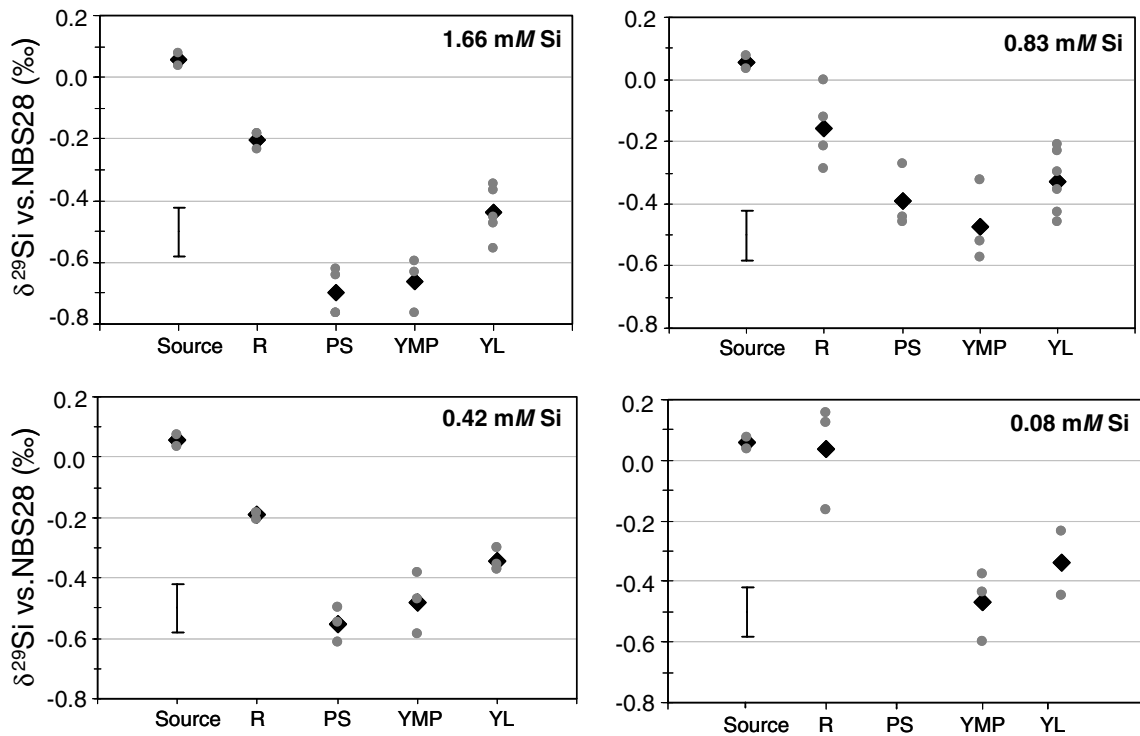 δ²⁹Si vs.NBS28 (‰)
0.2
0.0
-0.2
-0.4
-0.6
-0.8
1.66 mM Si
Source R PS YMP YL
0.2
0.0
-0.2
-0.4
-0.6
-0.8
0.83 mM Si
Source R PS YMP YL
δ²⁹Si vs.NBS28 (‰)
0.2
0.0
-0.2
-0.4
-0.6
-0.8
0.42 mM Si
Source R PS YMP YL
0.2
0.0
-0.2
-0.4
-0.6
-0.8
0.08 mM Si
Source R PS YMP YL